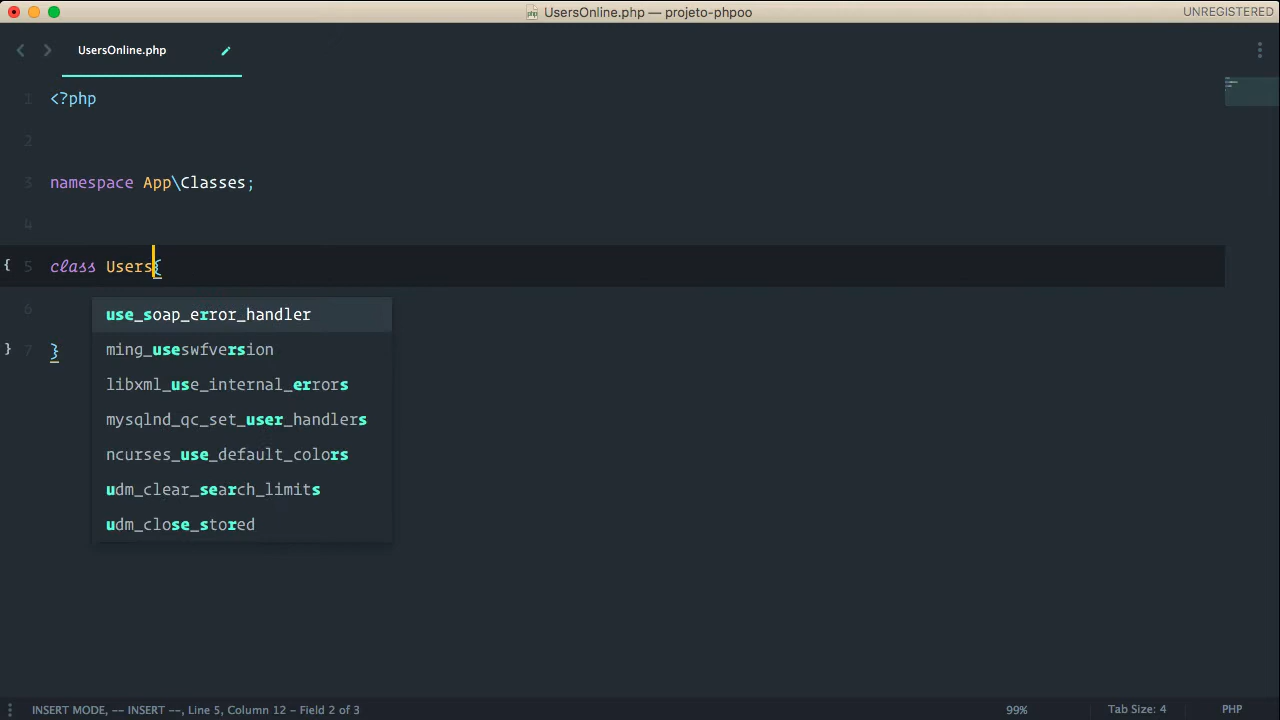 UsersOnline.php — projeto-phpoo
UNREGISTERED
UsersOnline.php
1 <?php
2
3 namespace App\Classes;
4
{ 5 class Users{
6
} 7 }
use_soap_error_handler
ming_useswfversion
libxml_use_internal_errors
mysqlnd_qc_set_user_handlers
ncurses_use_default_colors
udm_clear_search_limits
udm_close_stored
INSERT MODE, -- INSERT --, Line 5, Column 12 – Field 2 of 3
99%
Tab Size: 4
PHP